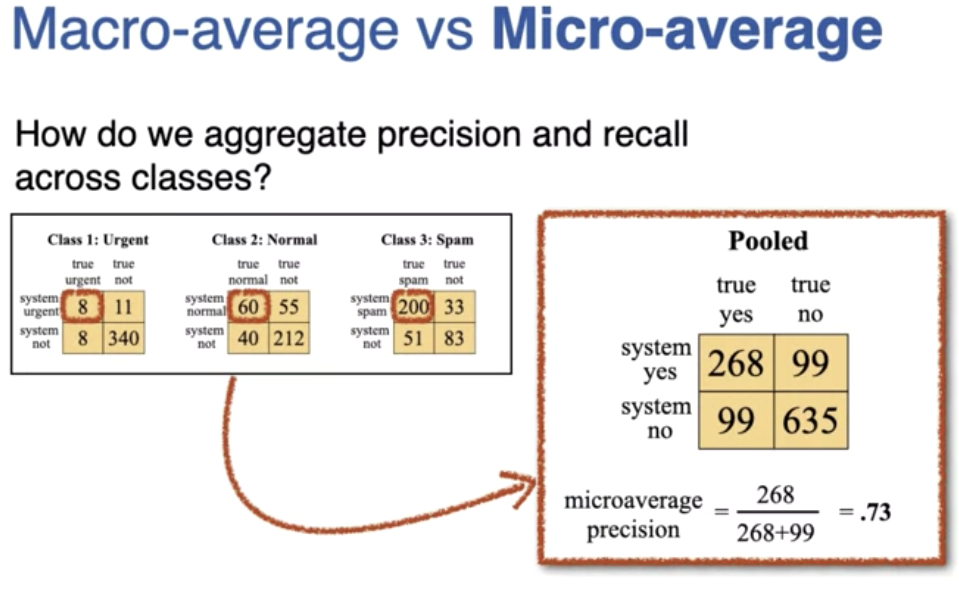 Macro-average vs Micro-average
How do we aggregate precision and recall
across classes?
Class 1: Urgent
true true
urgent not
system
urgent 8 11
system
not 8 340
Class 2: Normal
true true
normal not
system
normal 60 55
system
not 40 212
Class 3: Spam
true true
spam not
system
spam 200 33
system
not 51 83
Pooled
true true
yes no
system
yes 268 99
system
no 99 635
microaverage
precision = 268
268+99 = .73